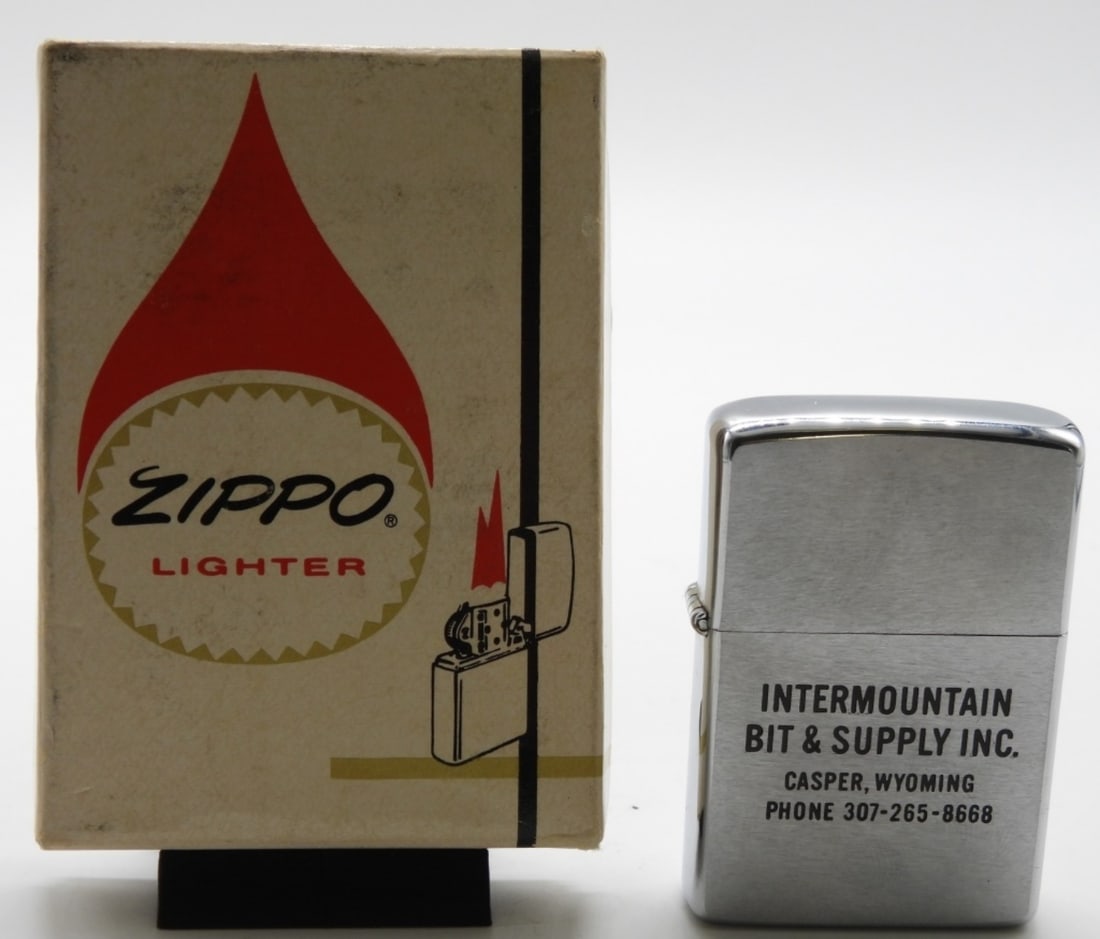 ZIPPO®
LIGHTER
INTERMOUNTAIN
BIT & SUPPLY INC.
CASPER, WYOMING
PHONE 307-265-8668